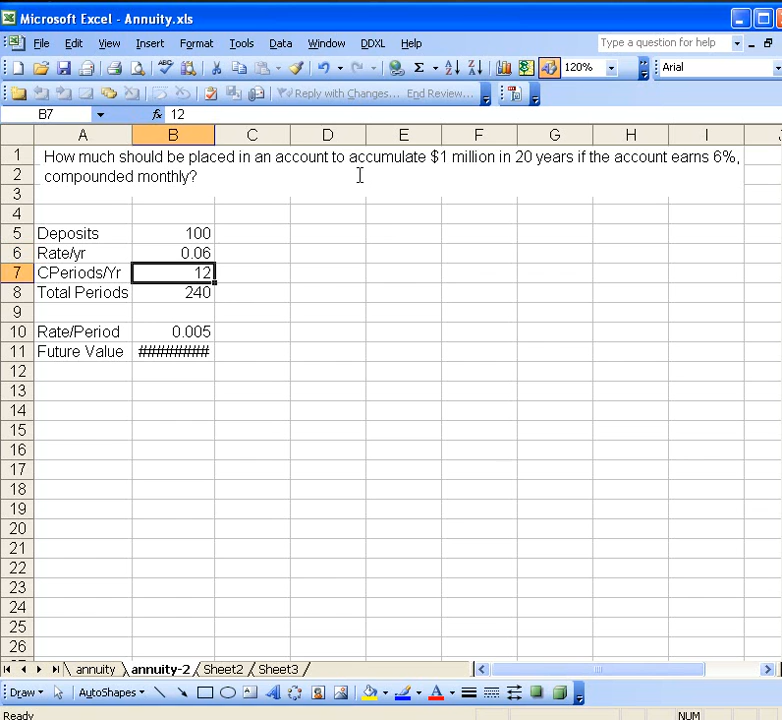 Microsoft Excel - Annuity.xls
File Edit View Insert Format Tools Data Window DDXL Help Type a question for help
120% Arial
Reply with Changes... End Review...
B7 fx 12
A B C D E F G H I
1 How much should be placed in an account to accumulate $1 million in 20 years if the account earns 6%,
2 compounded monthly?
3
4
5 Deposits 100
6 Rate/yr 0.06
7 CPeriods/Yr 12
8 Total Periods 240
9
10 Rate/Period 0.005
11 Future Value #########
12
13
14
15
16
17
18
19
20
21
22
23
24
25
26
annuity annuity-2 Sheet2 Sheet3
Draw AutoShapes
Ready NUM